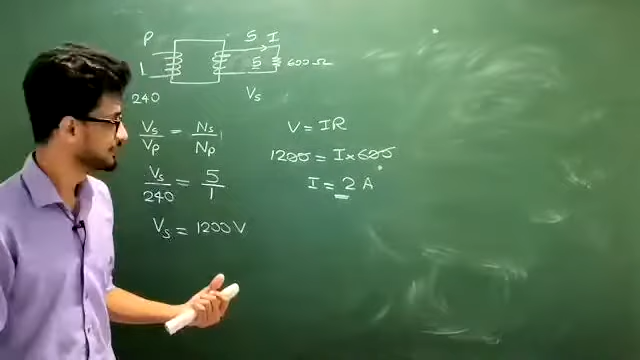 P S I
1 5 600 Ω
240 Vs
Vs/Vp = Ns/Np
V = IR
1200 = I×600
Vs/240 = 5/1
I = 2 A
Vs = 1200 V